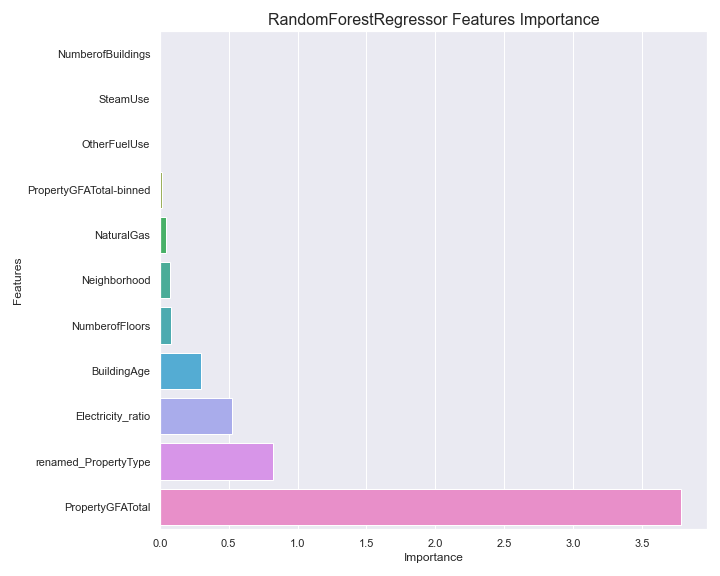 RandomForestRegressor Features Importance
NumberofBuildings
SteamUse
OtherFuelUse
PropertyGFATotal-binned
NaturalGas
Neighborhood
NumberofFloors
BuildingAge
Electricity_ratio
renamed_PropertyType
PropertyGFATotal
Features
0.0 0.5 1.0 1.5 2.0 2.5 3.0 3.5
Importance